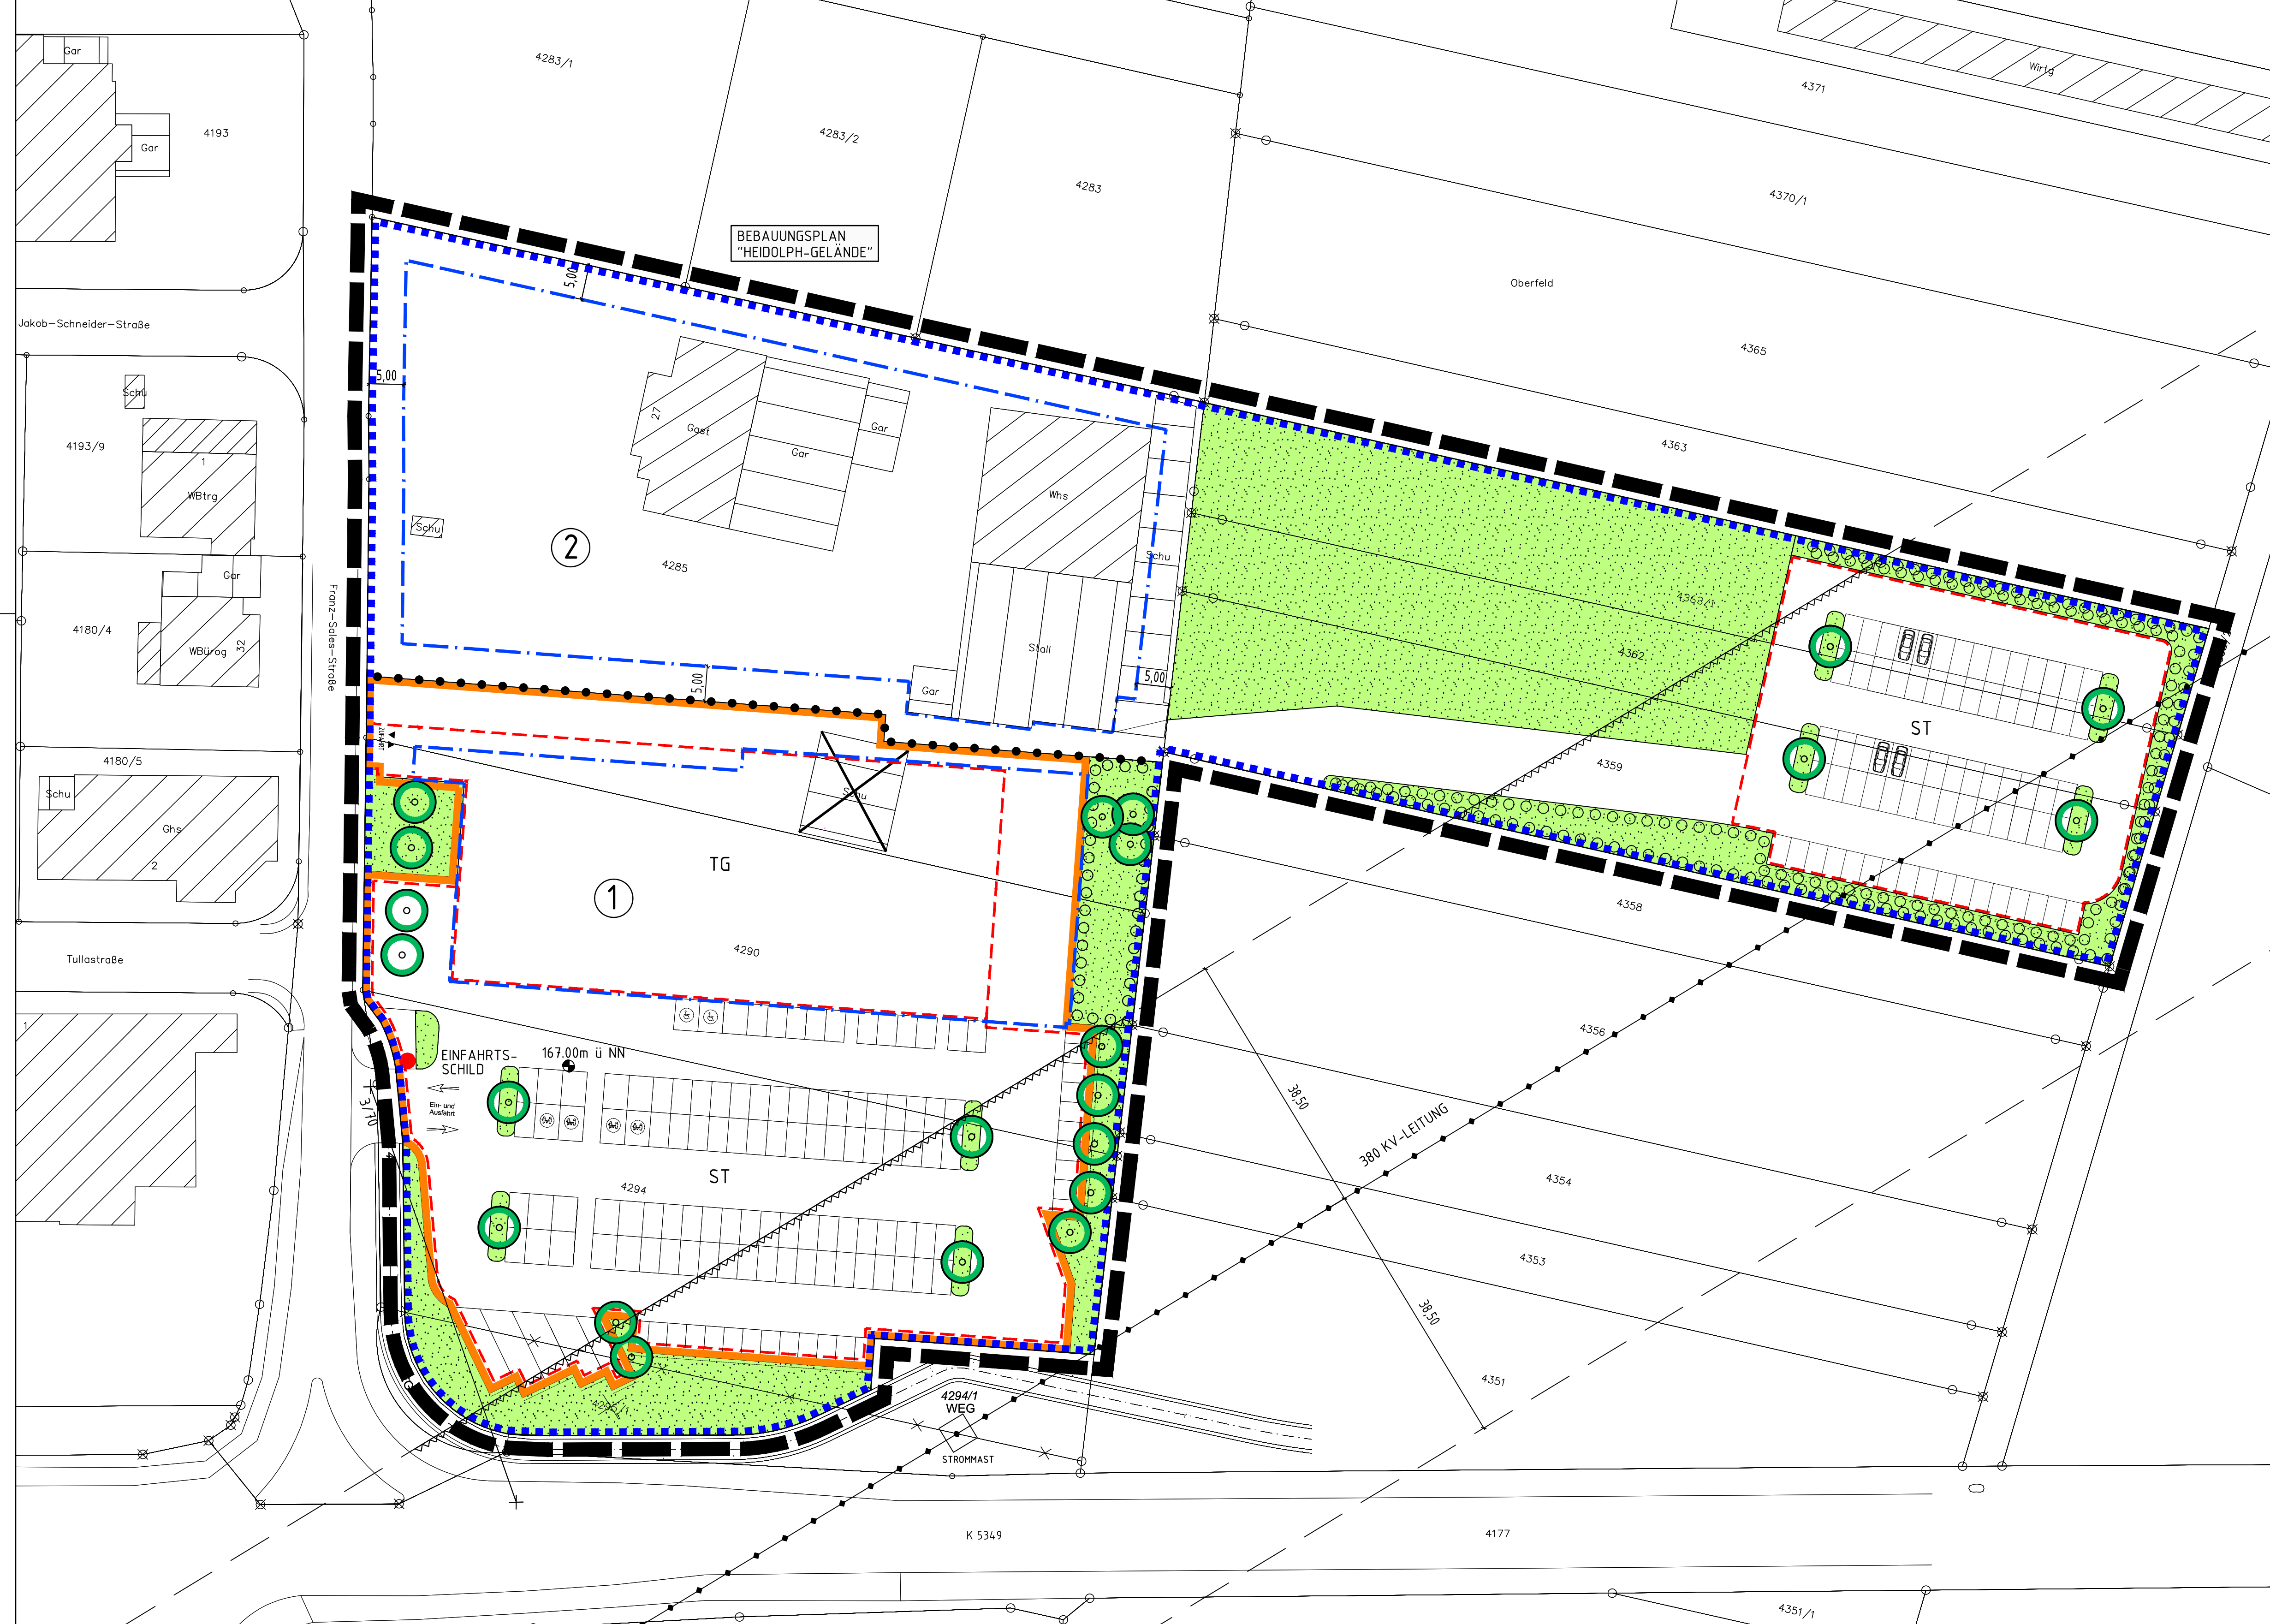 Gar
4283/1
Wirtg
4371
4193
Gar
4283/2
4283
4370/1
BEBAUUNGSPLAN
"HEIDOLPH-GELÄNDE"
5,00
Oberfeld
Jakob-Schneider-Straße
4365
5,00
Schu
27
Gast
Gar
Gar
4363
4193/9
1
WBtrg
Whs
Schu
2
Schu
4285
Gar
4363/1
4180/4
WBürog
32
Franz-Sales-Straße
Stall
4362
5,00
5,00
Gar
ST
ZUFAHRT
4180/5
4359
Schu
Schu
Ghs
2
TG
1
4358
4290
Tullastraße
1
4356
EINFAHRTS-
SCHILD
167.00m ü NN
Ein- und
Ausfahrt
3/70
38,50
380 KV-LEITUNG
ST
4294
4354
4353
38,50
4351
4294/1
WEG
STROMMAST
K 5349
4177
4351/1